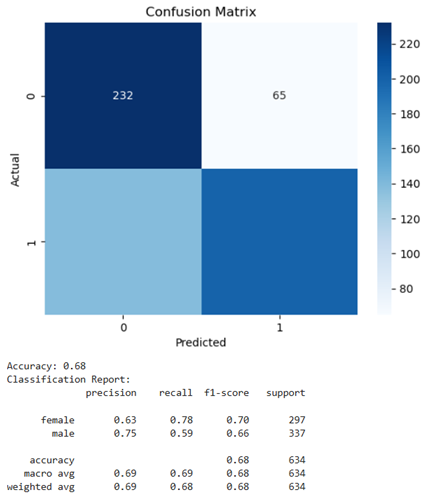 Confusion Matrix
232 65
0
1
Actual
0 1
Predicted
220
200
180
160
140
120
100
80
Accuracy: 0.68
Classification Report:
precision recall f1-score support
female 0.63 0.78 0.70 297
male 0.75 0.59 0.66 337
accuracy 0.68 634
macro avg 0.69 0.69 0.68 634
weighted avg 0.69 0.68 0.68 634